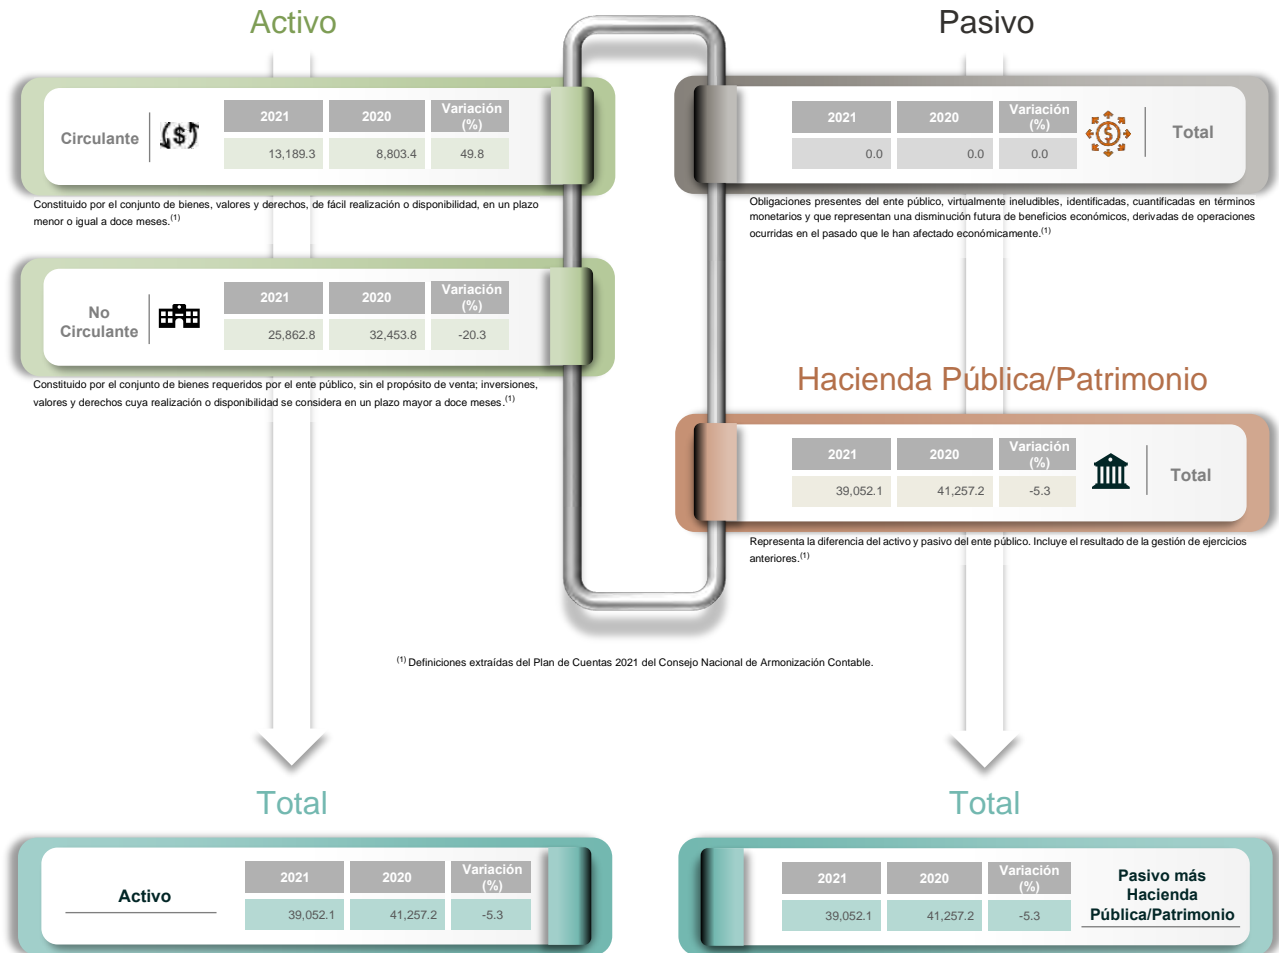 Activo
Circulante
2021 2020 Variación (%)
13,189.3 8,803.4 49.8
Constituido por el conjunto de bienes, valores y derechos, de fácil realización o disponibilidad, en un plazo
menor o igual a doce meses.(1)
No
Circulante
2021 2020 Variación (%)
25,862.8 32,453.8 -20.3
Constituido por el conjunto de bienes requeridos por el ente público, sin el propósito de venta; inversiones,
valores y derechos cuya realización o disponibilidad se considera en un plazo mayor a doce meses.(1)
Pasivo
2021 2020 Variación (%)
0.0 0.0 0.0
Total
Obligaciones presentes del ente público, virtualmente ineludibles, identificadas, cuantificadas en términos
monetarios y que representan una disminución futura de beneficios económicos, derivadas de operaciones
ocurridas en el pasado que le han afectado económicamente.(1)
Hacienda Pública/Patrimonio
2021 2020 Variación (%)
39,052.1 41,257.2 -5.3
Total
Representa la diferencia del activo y pasivo del ente público. Incluye el resultado de la gestión de ejercicios
anteriores.(1)
(1) Definiciones extraídas del Plan de Cuentas 2021 del Consejo Nacional de Armonización Contable.
Total
Activo
2021 2020 Variación (%)
39,052.1 41,257.2 -5.3
Total
2021 2020 Variación (%)
39,052.1 41,257.2 -5.3
Pasivo más
Hacienda
Pública/Patrimonio